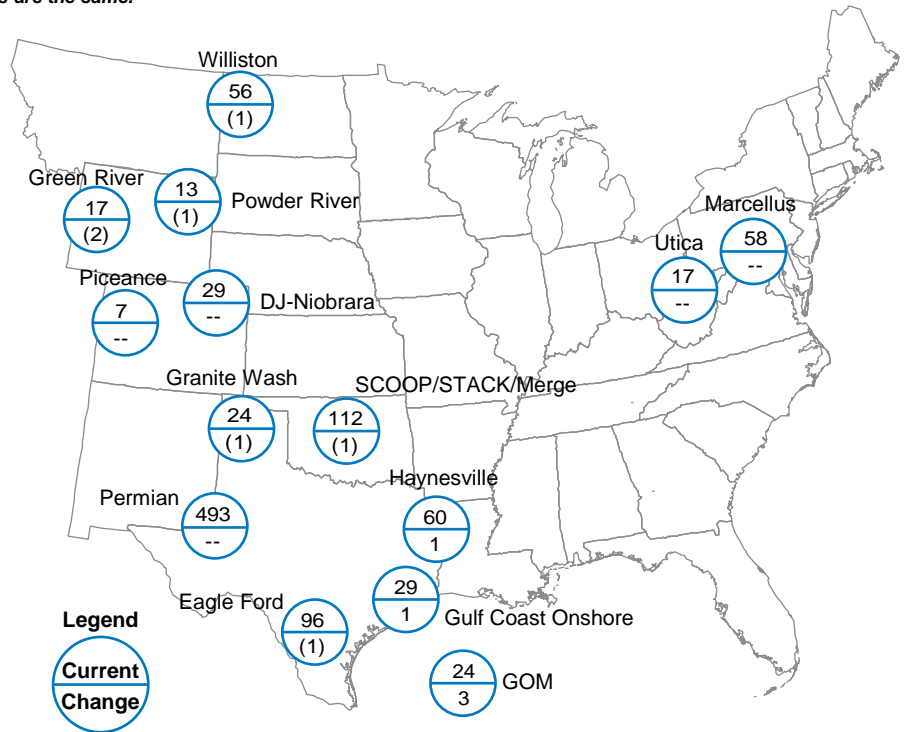 s are the same.
Williston
56
(1)
Green River
17
(2)
13
(1)
Powder River
Marcellus
58
--
Utica
17
--
Piceance
7
--
29
--
DJ-Niobrara
Granite Wash
24
(1)
SCOOP/STACK/Merge
112
(1)
Haynesville
60
1
Permian
493
--
Eagle Ford
96
(1)
29
1
Gulf Coast Onshore
24
3
GOM
Legend
Current
Change